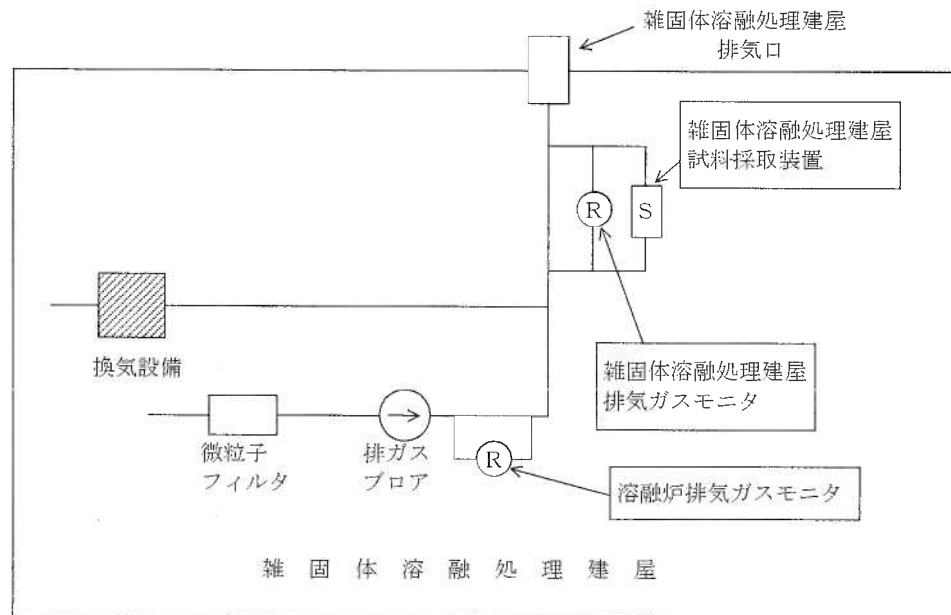 雑固体溶融処理建屋
排気口
雑固体溶融処理建屋
試料採取装置
R
S
換気設備
雑固体溶融処理建屋
排気ガスモニタ
微粒子
フィルタ
排ガス
ブロア
R
溶融炉排気ガスモニタ
雑固体溶融処理建屋